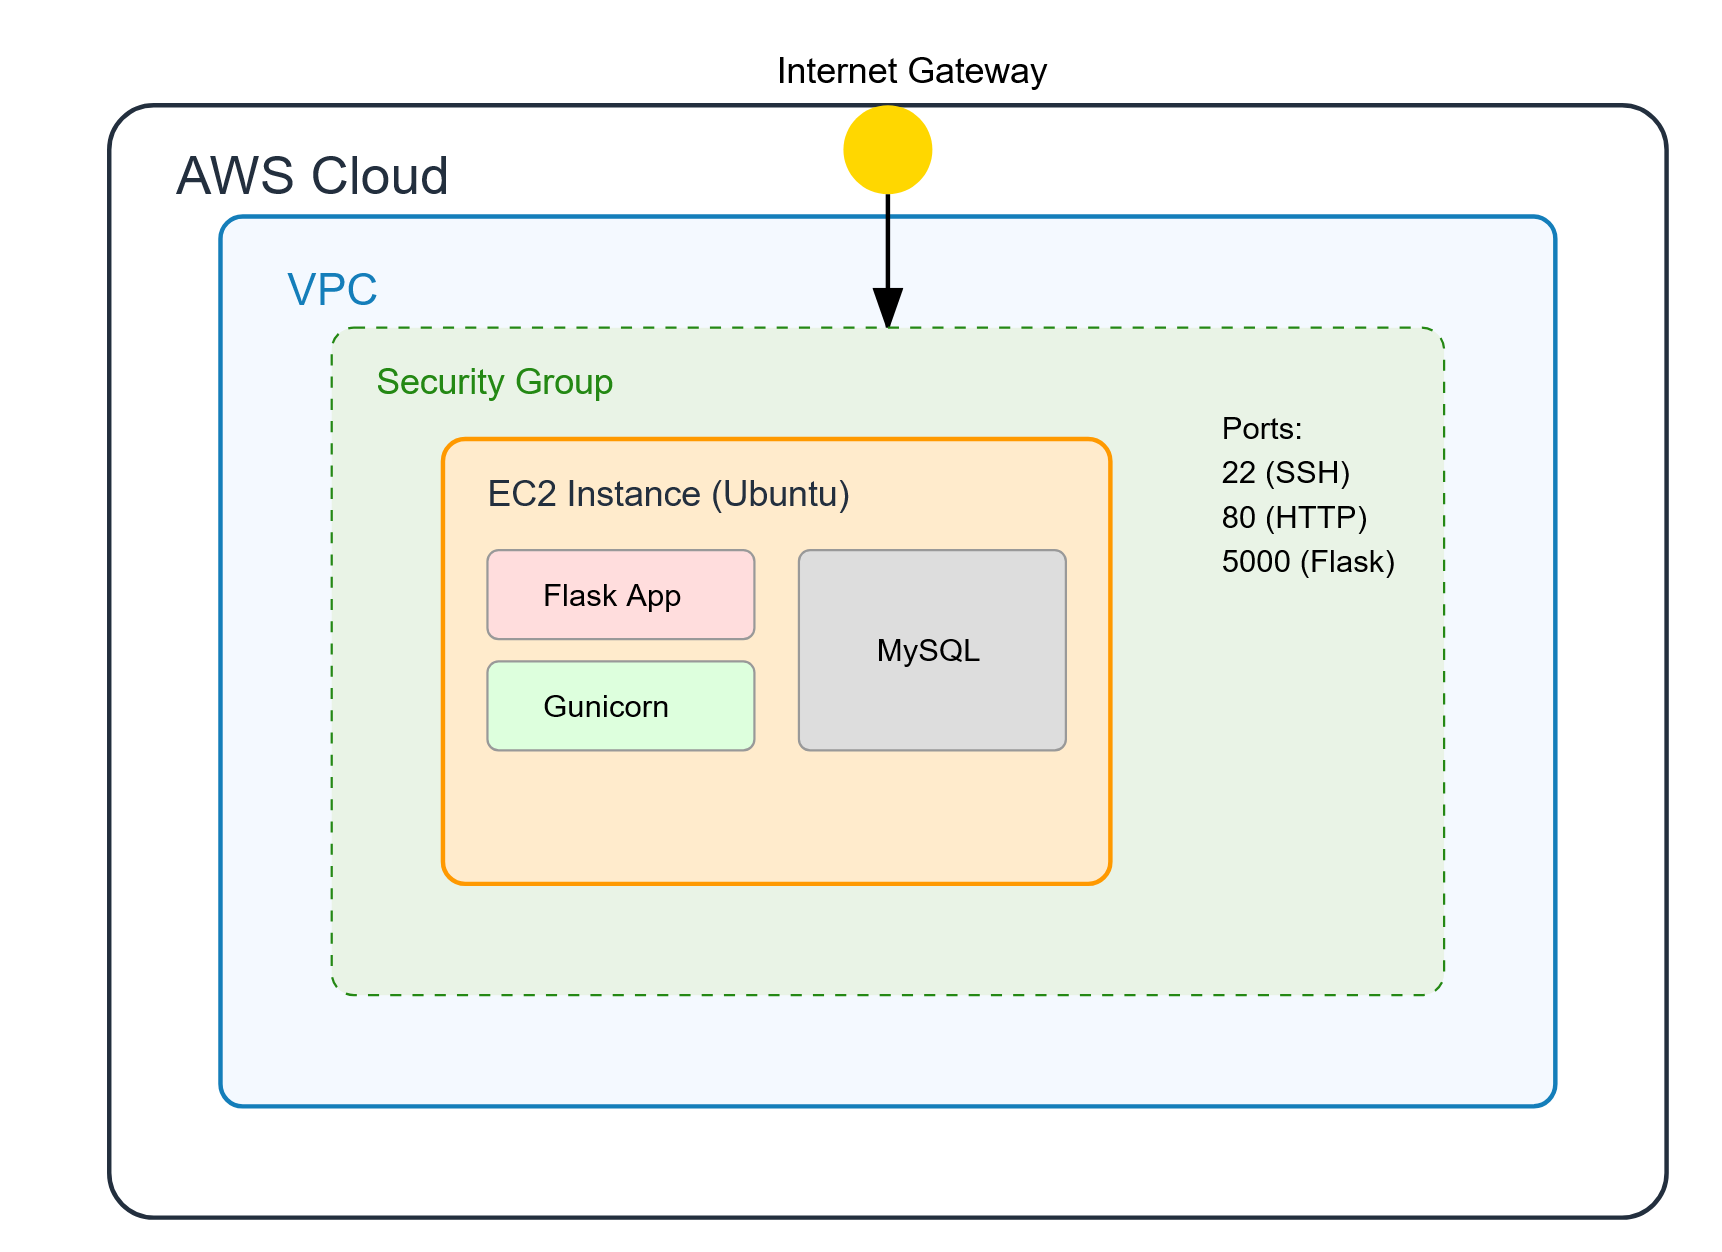 Internet Gateway
AWS Cloud
VPC
Security Group
Ports:
22 (SSH)
80 (HTTP)
5000 (Flask)
EC2 Instance (Ubuntu)
Flask App
MySQL
Gunicorn